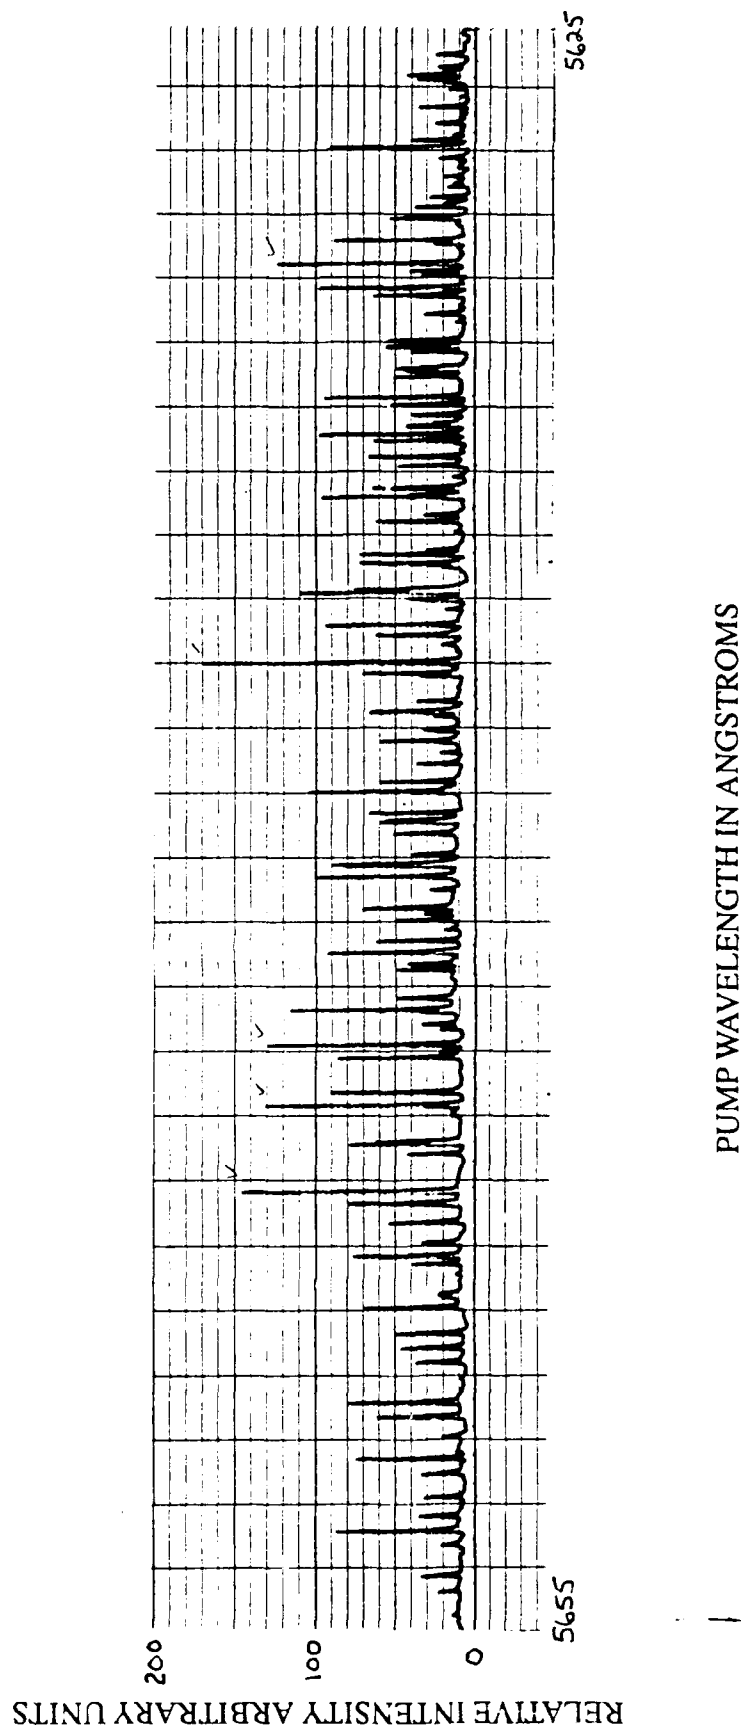 RELATIVE INTENSITY ARBITRARY UNITS
200
100
0
5655
5625
PUMP WAVELENGTH IN ANGSTROMS